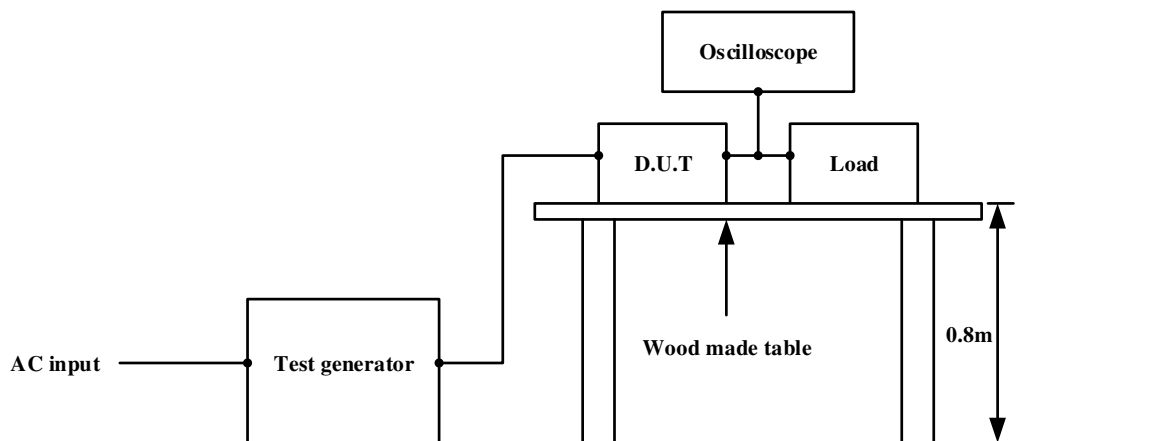 Oscilloscope
D.U.T
Load
Wood made table
0.8m
AC input
Test generator